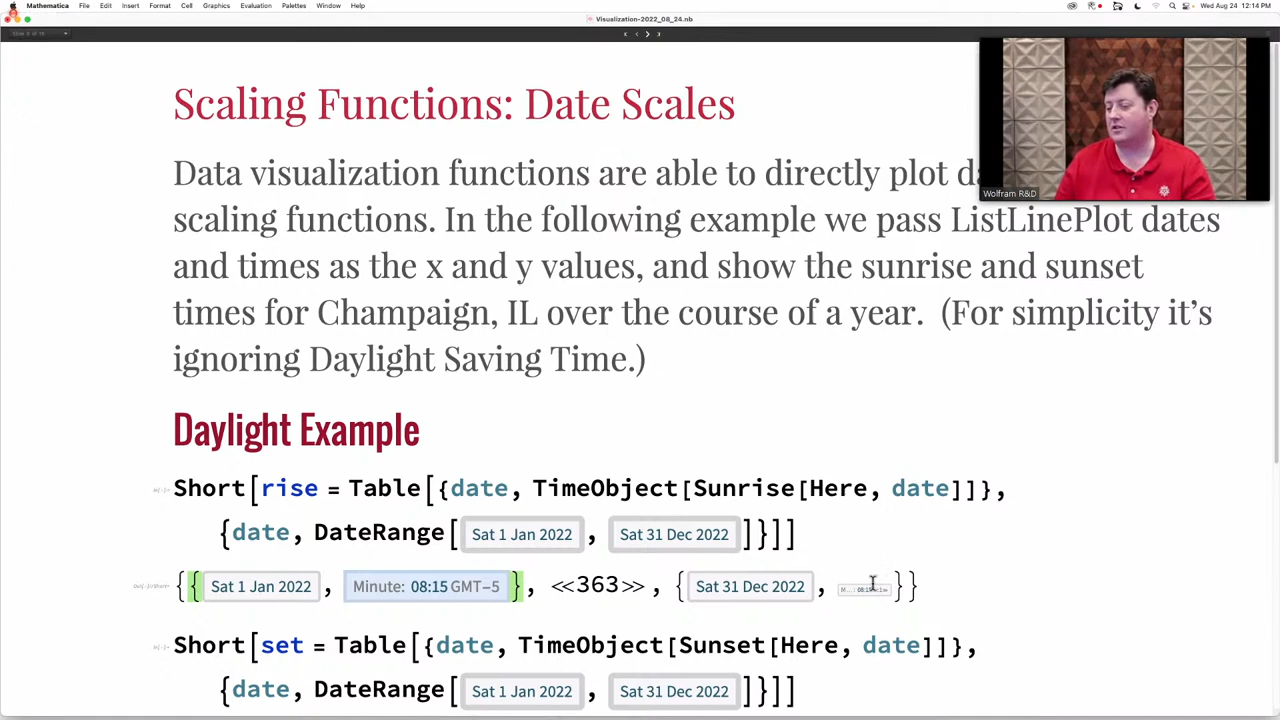 Mathematica File Edit Insert Format Cell Graphics Evaluation Palettes Window Help Wed Aug 24 12:14 PM
Visualization-2022_08_24.nb
Scaling Functions: Date Scales
Wolfram R&D
Data visualization functions are able to directly plot
scaling functions. In the following example we pass ListLinePlot dates
and times as the x and y values, and show the sunrise and sunset
times for Champaign, IL over the course of a year. (For simplicity it's
ignoring Daylight Saving Time.)
Daylight Example
Short[rise = Table[{date, TimeObject[Sunrise[Here, date]]},
{date, DateRange[ Sat 1 Jan 2022 , Sat 31 Dec 2022 ]}]]
{{ Sat 1 Jan 2022 , Minute: 08:15 GMT-5 }, <<363>>, { Sat 31 Dec 2022 , }}
Short[set = Table[{date, TimeObject[Sunset[Here, date]]},
{date, DateRange[ Sat 1 Jan 2022 , Sat 31 Dec 2022 ]}]]